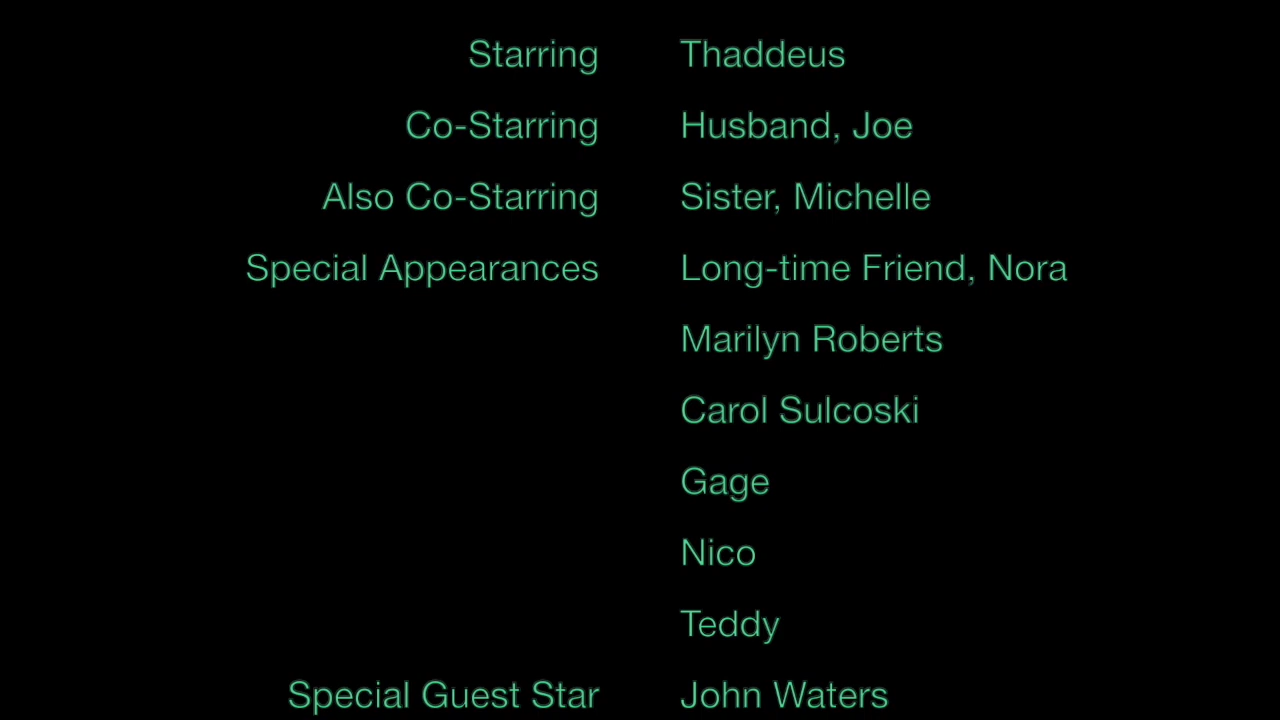 Starring Thaddeus
Co-Starring Husband, Joe
Also Co-Starring Sister, Michelle
Special Appearances Long-time Friend, Nora
Marilyn Roberts
Carol Sulcoski
Gage
Nico
Teddy
Special Guest Star John Waters